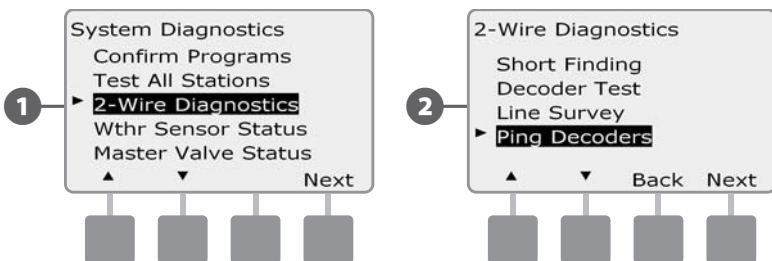 1
System Diagnostics
Confirm Programs
Test All Stations
► 2-Wire Diagnostics
Wthr Sensor Status
Master Valve Status
▲ ▼ Next
2
2-Wire Diagnostics
Short Finding
Decoder Test
Line Survey
► Ping Decoders
▲ ▼ Back Next